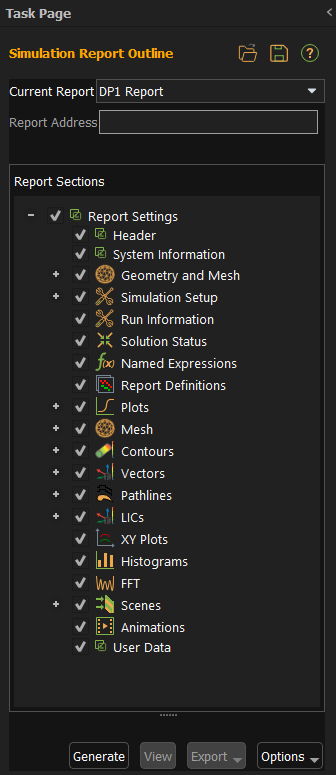 Task Page
Simulation Report Outline
Current Report DP1 Report
Report Address
Report Sections
Report Settings
Header
System Information
Geometry and Mesh
Simulation Setup
Run Information
Solution Status
f(x) Named Expressions
Report Definitions
Plots
Mesh
Contours
Vectors
Pathlines
LICs
XY Plots
Histograms
FFT
Scenes
Animations
User Data
Generate View Export Options